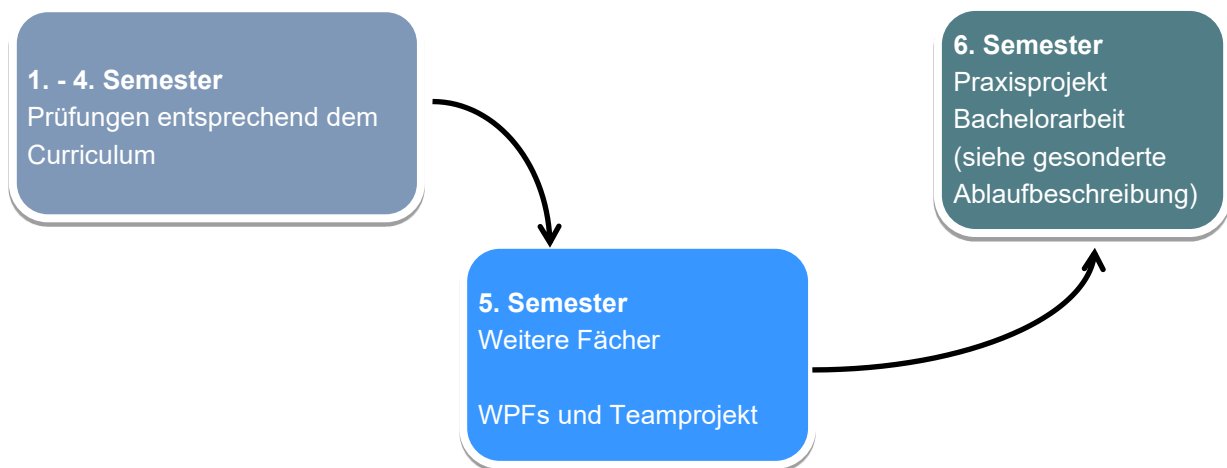 1. - 4. Semester
Prüfungen entsprechend dem
Curriculum
5. Semester
Weitere Fächer
WPFs und Teamprojekt
6. Semester
Praxisprojekt
Bachelorarbeit
(siehe gesonderte
Ablaufbeschreibung)